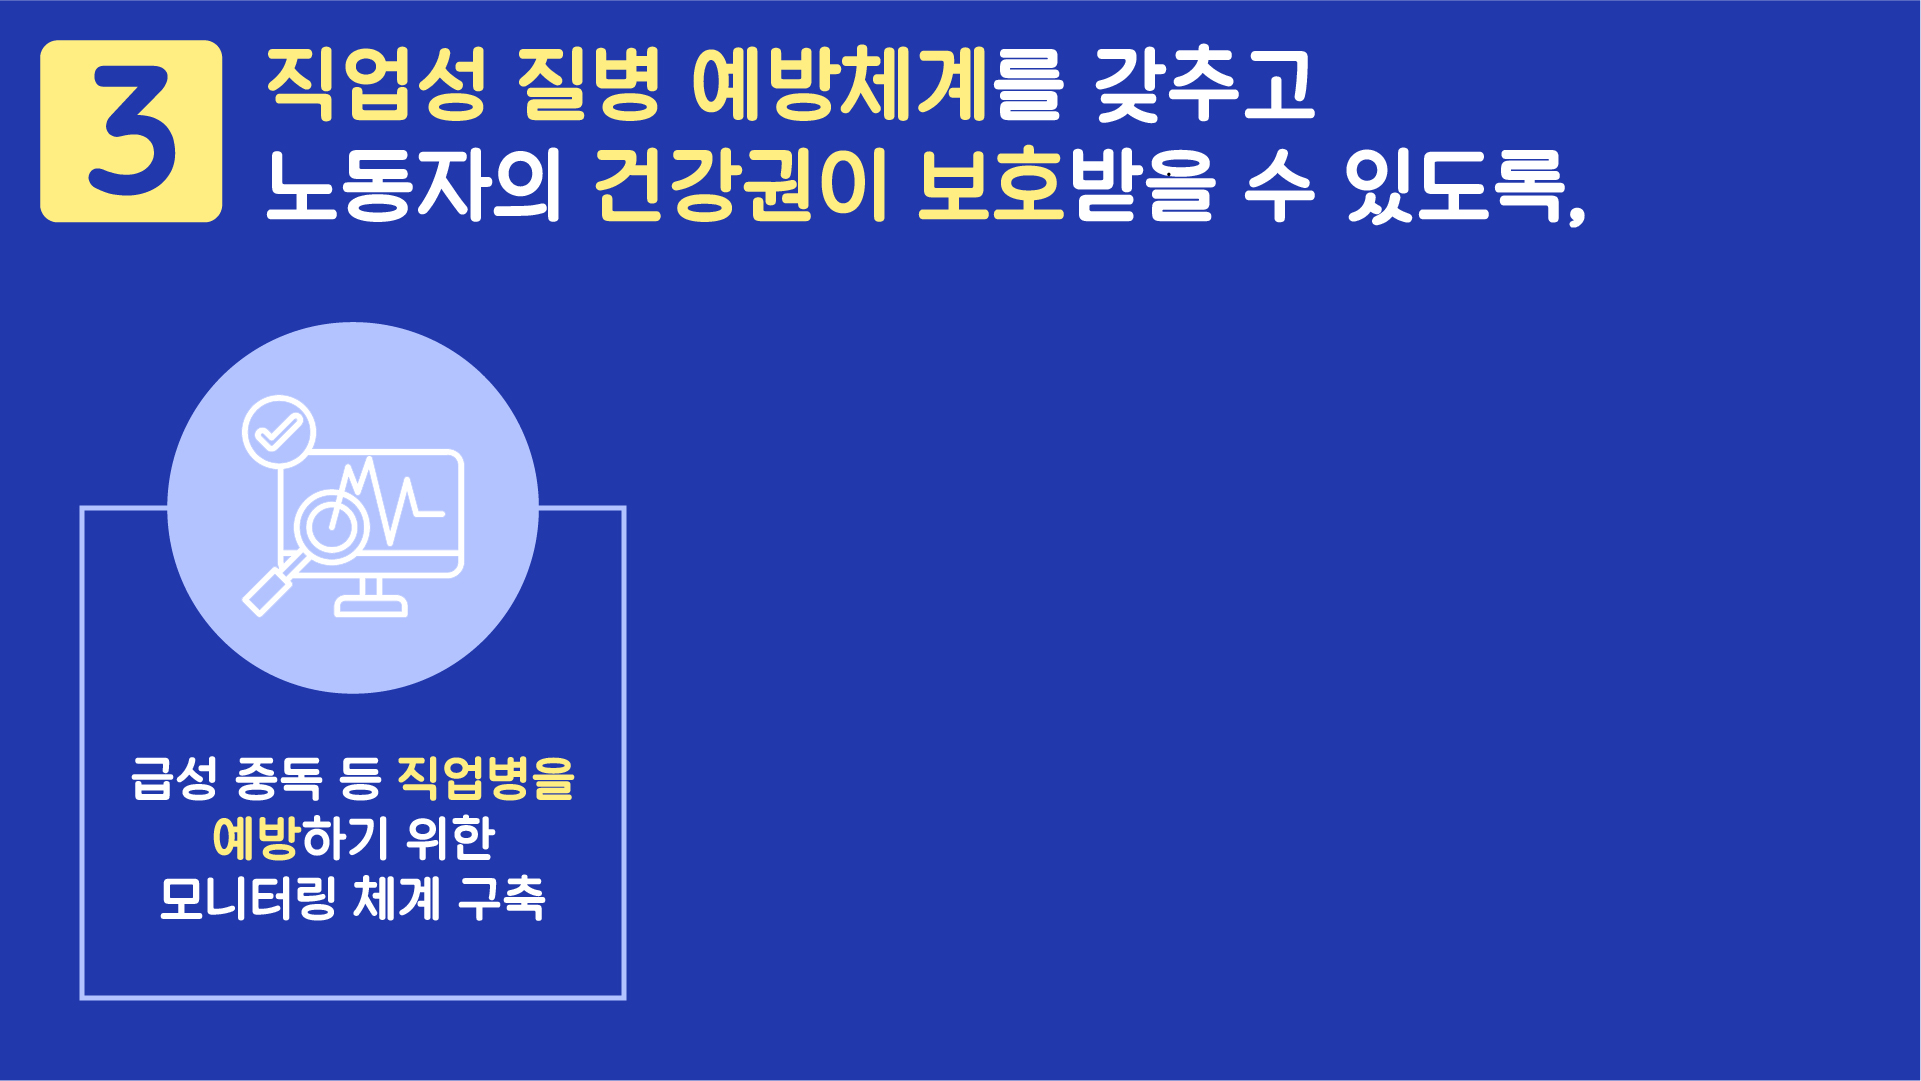 3
직업성 질병 예방체계를 갖추고
노동자의 건강권이 보호받을 수 있도록,
급성 중독 등 직업병을
예방하기 위한
모니터링 체계 구축